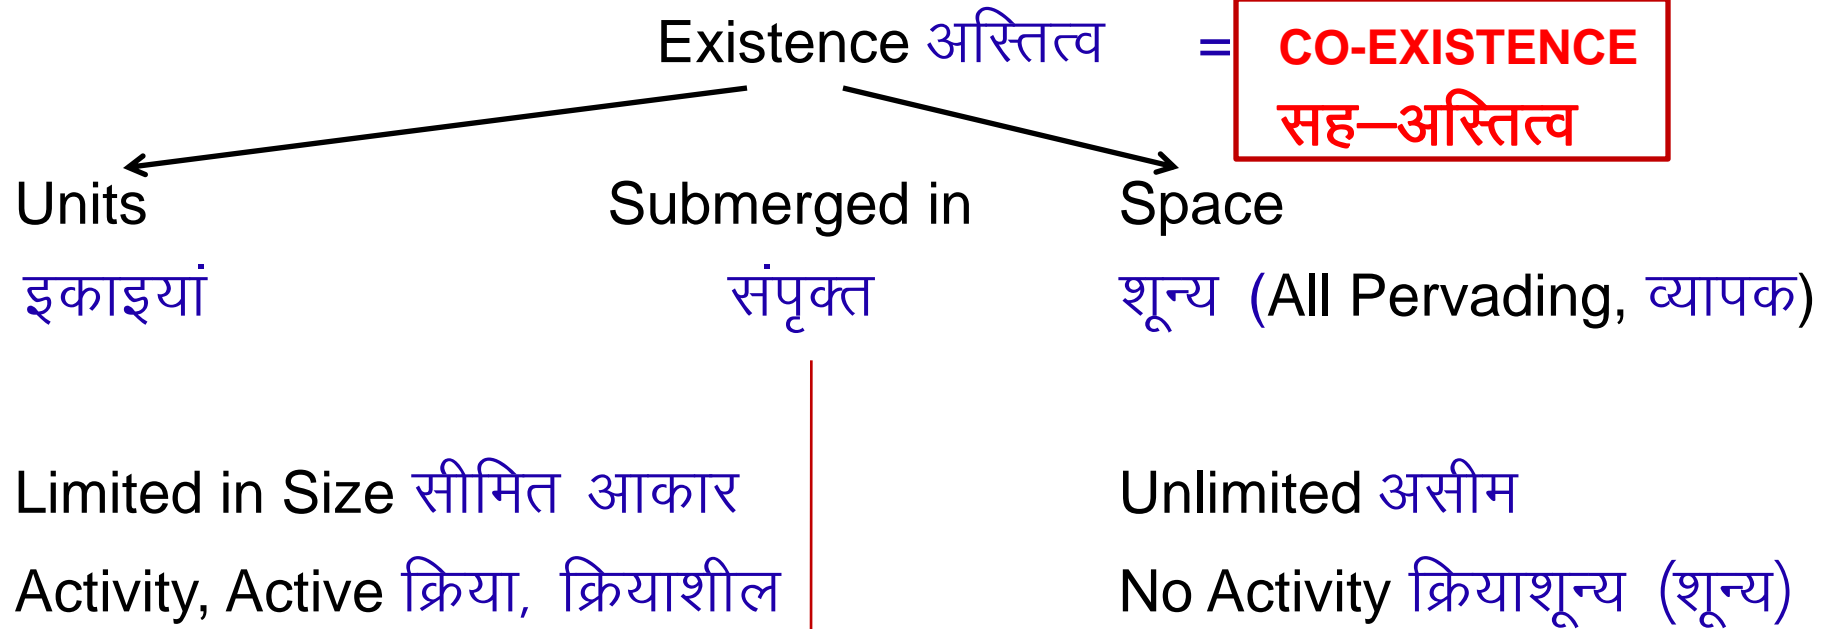 Existence अस्तित्व = CO-EXISTENCE
सह–अस्तित्व
Units Submerged in Space
इकाइयां संपृक्त शून्य (All Pervading, व्यापक)
Limited in Size सीमित आकार Unlimited असीम
Activity, Active क्रिया, क्रियाशील No Activity क्रियाशून्य (शून्य)